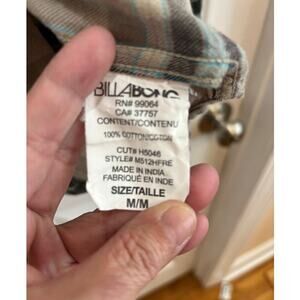 BILLABONG
RN# 99064
CA# 37757
CONTENT/CONTENU
100% COTTON/COTON
CUT# H5046
STYLE# M512HFRE
MADE IN INDIA
FABRIQUÉ EN INDE
SIZE/TAILLE
M/M